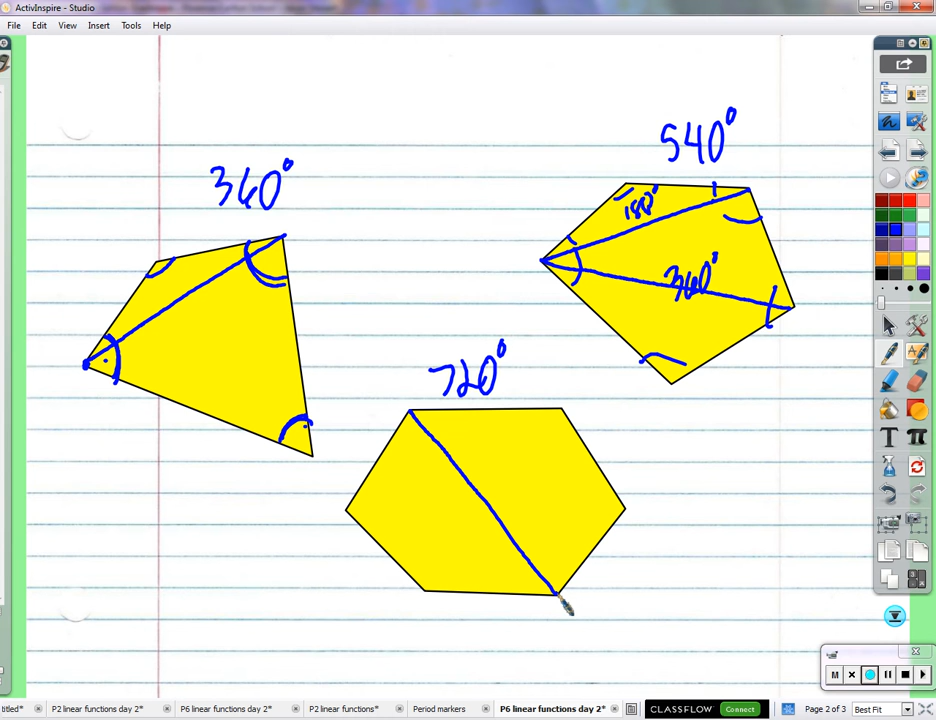 ActivInspire - Studio
File Edit View Insert Tools Help
540°
360°
180°
360°
720°
T π
M
titled* P2 linear functions day 2* P6 linear functions day 2* P2 linear functions* Period markers P6 linear functions day 2* CLASSFLOW Connect Page 2 of 3 Best Fit